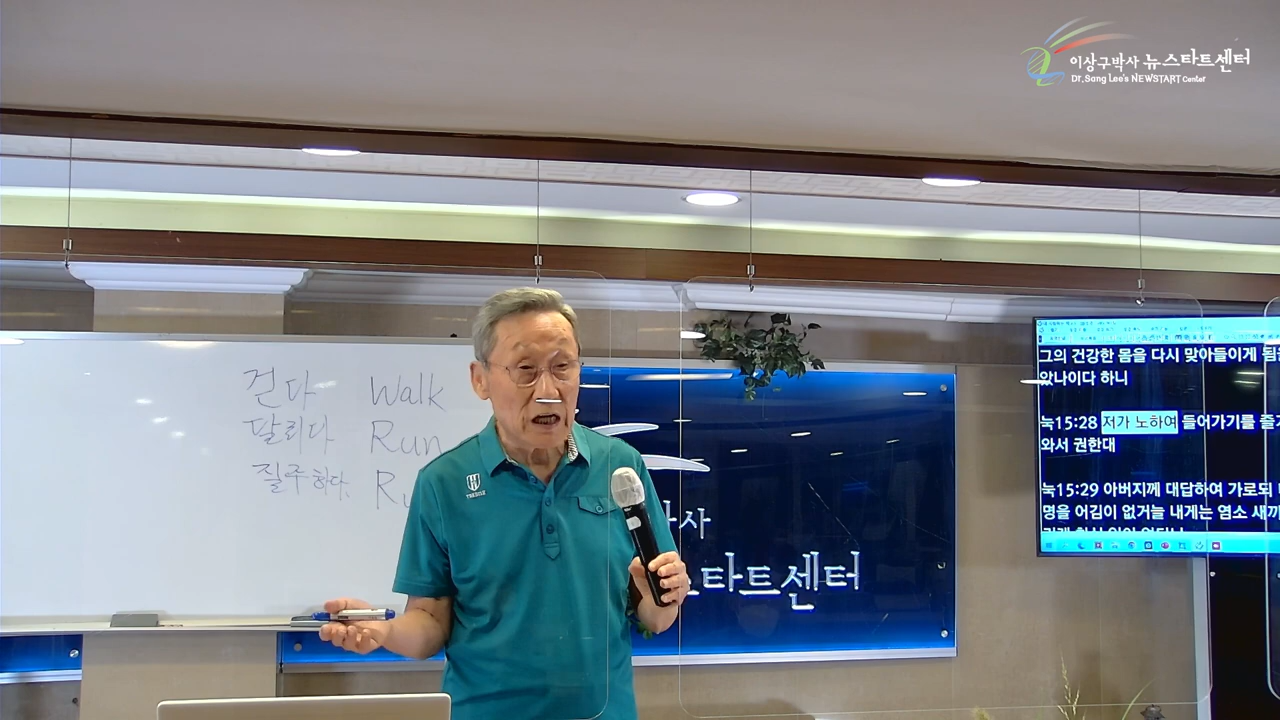 이상구박사 뉴스타트센터
Dr. Sang Lee's NEWSTART Center
걷다 Walk
달리다 Run
질주하다.
박사
스타트센터
TREBIZE
그의 건강한 몸을 다시 맞아들이게 됨을
았나이다 하니
눅15:28 저가 노하여 들어가기를 즐겨
와서 권한대
눅15:29 아버지께 대답하여 가로되
명을 어김이 없거늘 내게는 염소 새끼